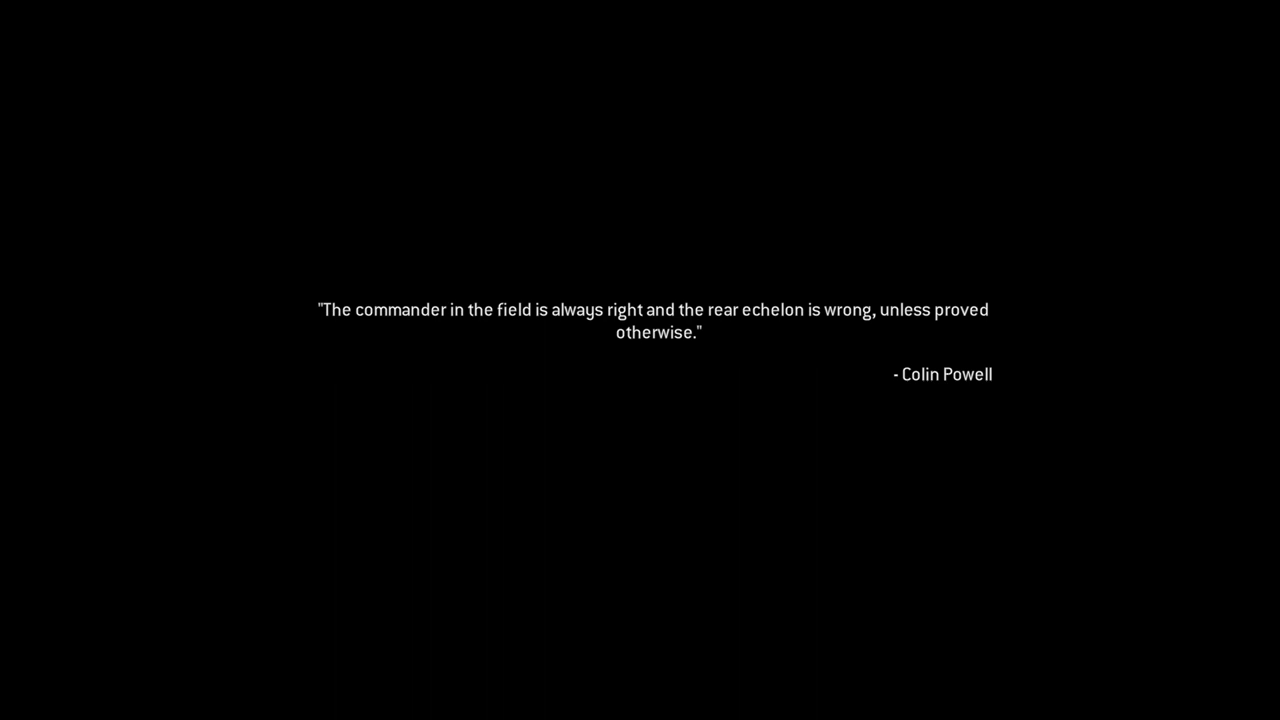 "The commander in the field is always right and the rear echelon is wrong, unless proved
otherwise."
- Colin Powell